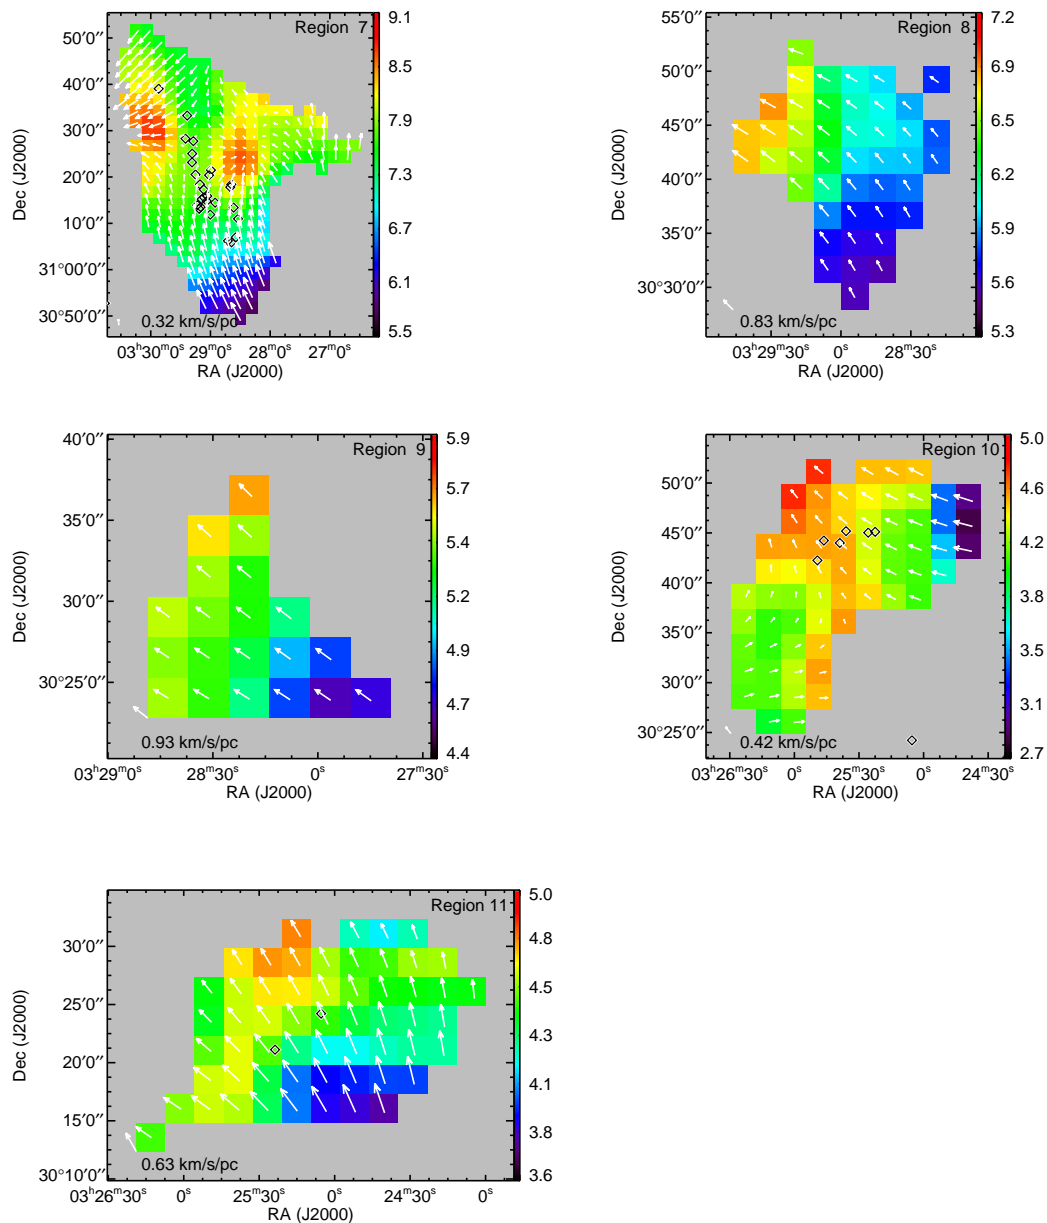 Region 7
50′0′′
40′0′′
30′0′′
20′0′′
10′0′′
31°00′0′′
30°50′0′′
Dec (J2000)
0.32 km/s/pc
03ʰ30ᵐ0ˢ 29ᵐ0ˢ 28ᵐ0ˢ 27ᵐ0ˢ
RA (J2000)
9.1
8.5
7.9
7.3
6.7
6.1
5.5
Region 8
55′0′′
50′0′′
45′0′′
40′0′′
35′0′′
30°30′0′′
Dec (J2000)
0.83 km/s/pc
03ʰ29ᵐ30ˢ 0ˢ 28ᵐ30ˢ
RA (J2000)
7.2
6.9
6.5
6.2
5.9
5.6
5.3
Region 9
40′0′′
35′0′′
30′0′′
30°25′0′′
Dec (J2000)
0.93 km/s/pc
03ʰ29ᵐ0ˢ 28ᵐ30ˢ 0ˢ 27ᵐ30ˢ
RA (J2000)
5.9
5.7
5.4
5.2
4.9
4.7
4.4
Region 10
50′0′′
45′0′′
40′0′′
35′0′′
30′0′′
30°25′0′′
Dec (J2000)
0.42 km/s/pc
03ʰ26ᵐ30ˢ 0ˢ 25ᵐ30ˢ 0ˢ 24ᵐ30ˢ
RA (J2000)
5.0
4.6
4.2
3.8
3.5
3.1
2.7
Region 11
30′0′′
25′0′′
20′0′′
15′0′′
30°10′0′′
Dec (J2000)
0.63 km/s/pc
03ʰ26ᵐ30ˢ 0ˢ 25ᵐ30ˢ 0ˢ 24ᵐ30ˢ 0ˢ
RA (J2000)
5.0
4.8
4.5
4.3
4.1
3.8
3.6